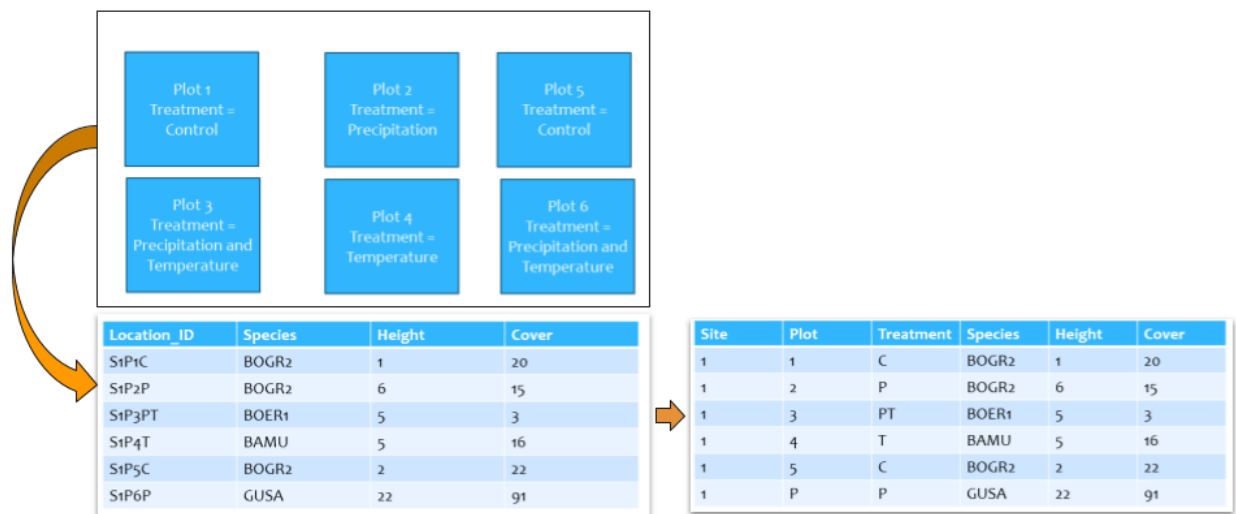 Plot 1
Treatment =
Control
Plot 2
Treatment =
Precipitation
Plot 5
Treatment =
Control
Plot 3
Treatment =
Precipitation and
Temperature
Plot 4
Treatment =
Temperature
Plot 6
Treatment =
Precipitation and
Temperature
Location_ID Species Height Cover
S1P1C BOGR2 1 20
S1P2P BOGR2 6 15
S1P3PT BOER1 5 3
S1P4T BAMU 5 16
S1P5C BOGR2 2 22
S1P6P GUSA 22 91
Site Plot Treatment Species Height Cover
1 1 C BOGR2 1 20
1 2 P BOGR2 6 15
1 3 PT BOER1 5 3
1 4 T BAMU 5 16
1 5 C BOGR2 2 22
1 P P GUSA 22 91